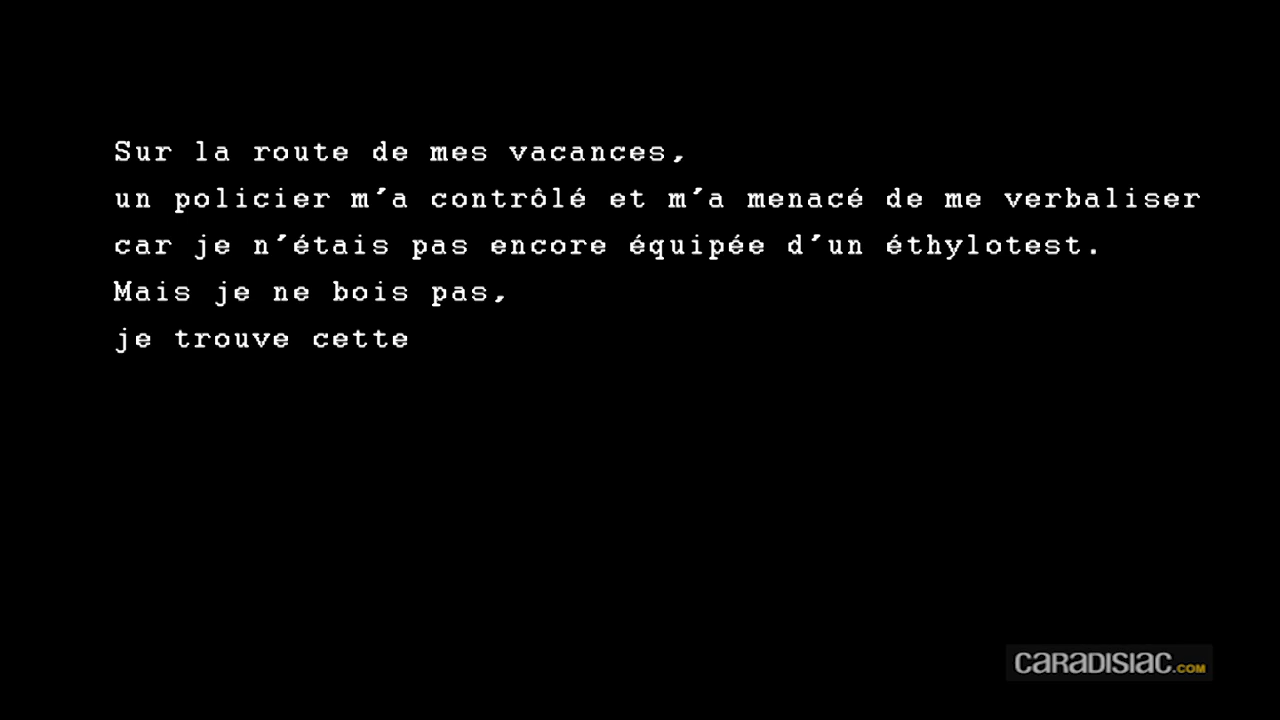 Sur la route de mes vacances,
un policier m'a contrôlé et m'a menacé de me verbaliser
car je n'étais pas encore équipée d'un éthylotest.
Mais je ne bois pas,
je trouve cette
CARADISIAC.COM